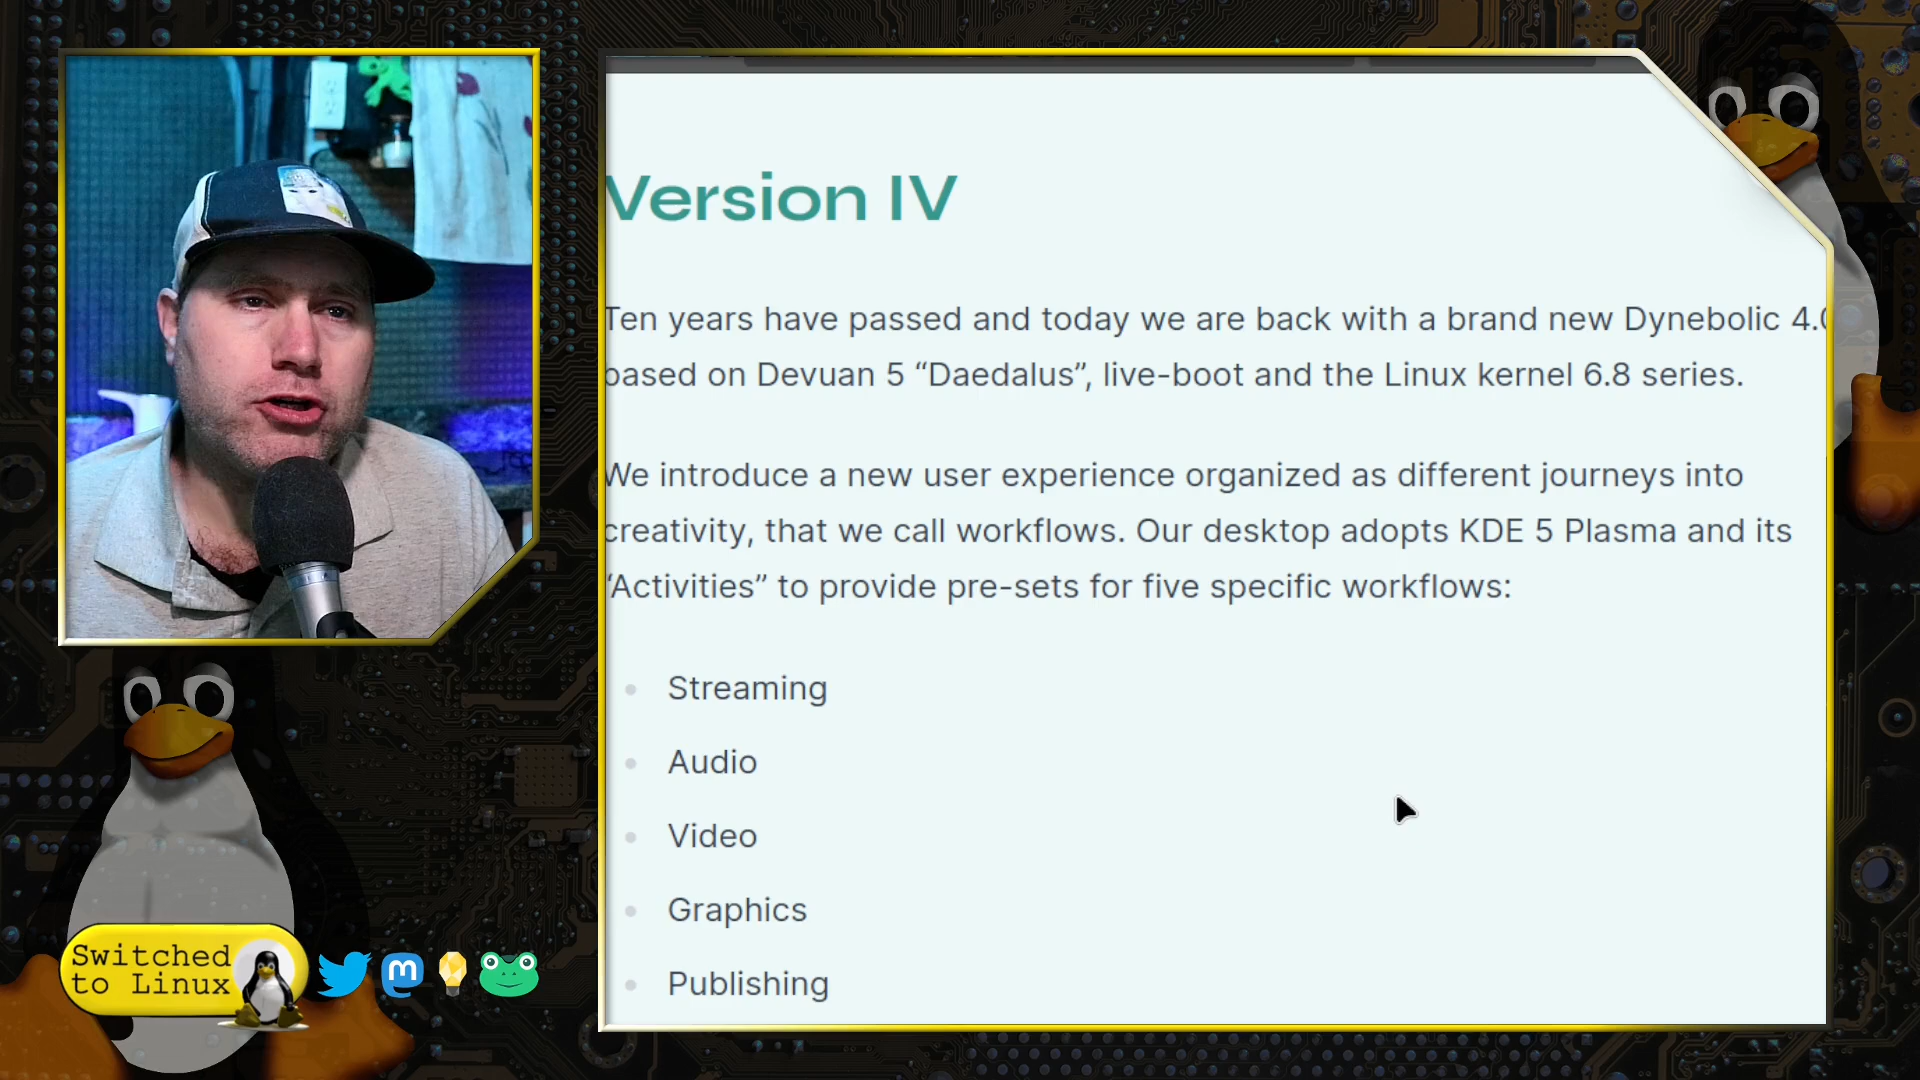 Version IV
Ten years have passed and today we are back with a brand new Dynebolic 4.0
based on Devuan 5 “Daedalus”, live-boot and the Linux kernel 6.8 series.
We introduce a new user experience organized as different journeys into
creativity, that we call workflows. Our desktop adopts KDE 5 Plasma and its
“Activities” to provide pre-sets for five specific workflows:
Streaming
Audio
Video
Graphics
Publishing
Switched
to Linux